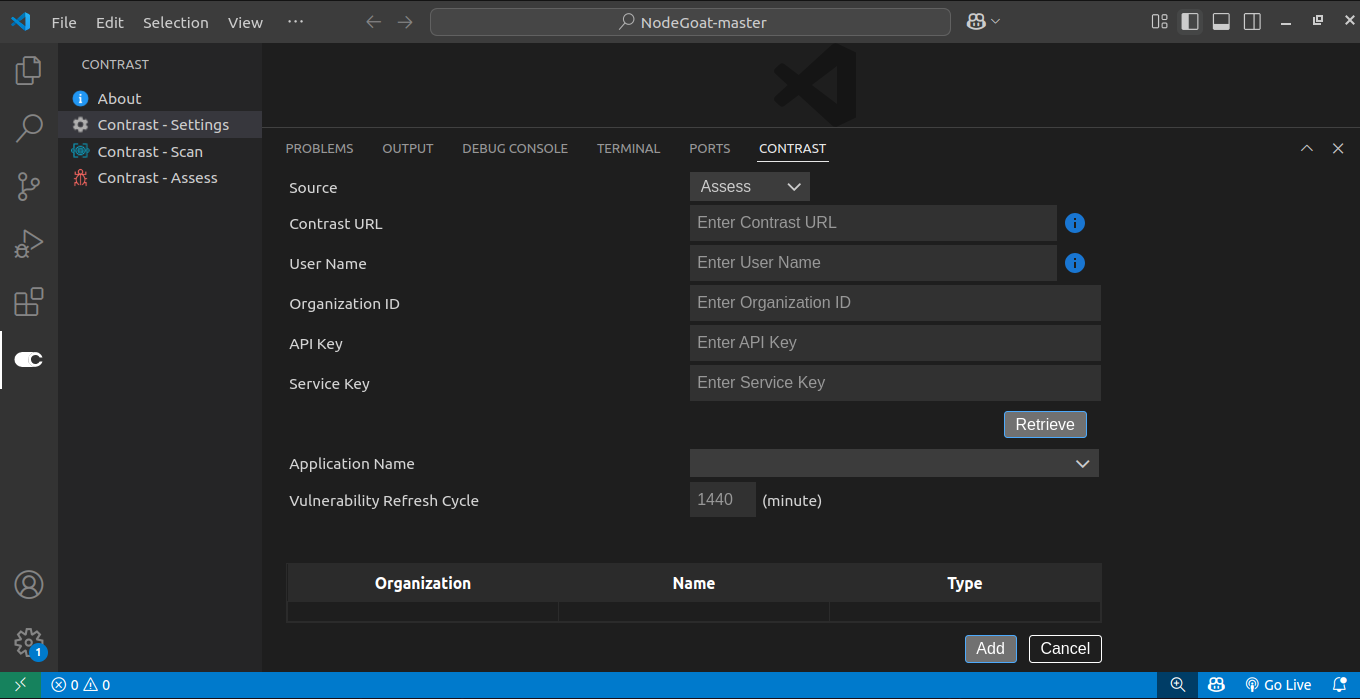 File Edit Selection View ··· NodeGoat-master
CONTRAST
About
Contrast - Settings
Contrast - Scan
Contrast - Assess
PROBLEMS OUTPUT DEBUG CONSOLE TERMINAL PORTS CONTRAST
Source Assess
Contrast URL Enter Contrast URL
User Name Enter User Name
Organization ID Enter Organization ID
API Key Enter API Key
Service Key Enter Service Key
Retrieve
Application Name
Vulnerability Refresh Cycle 1440 (minute)
Organization Name Type
Add Cancel
1
0 0 Go Live